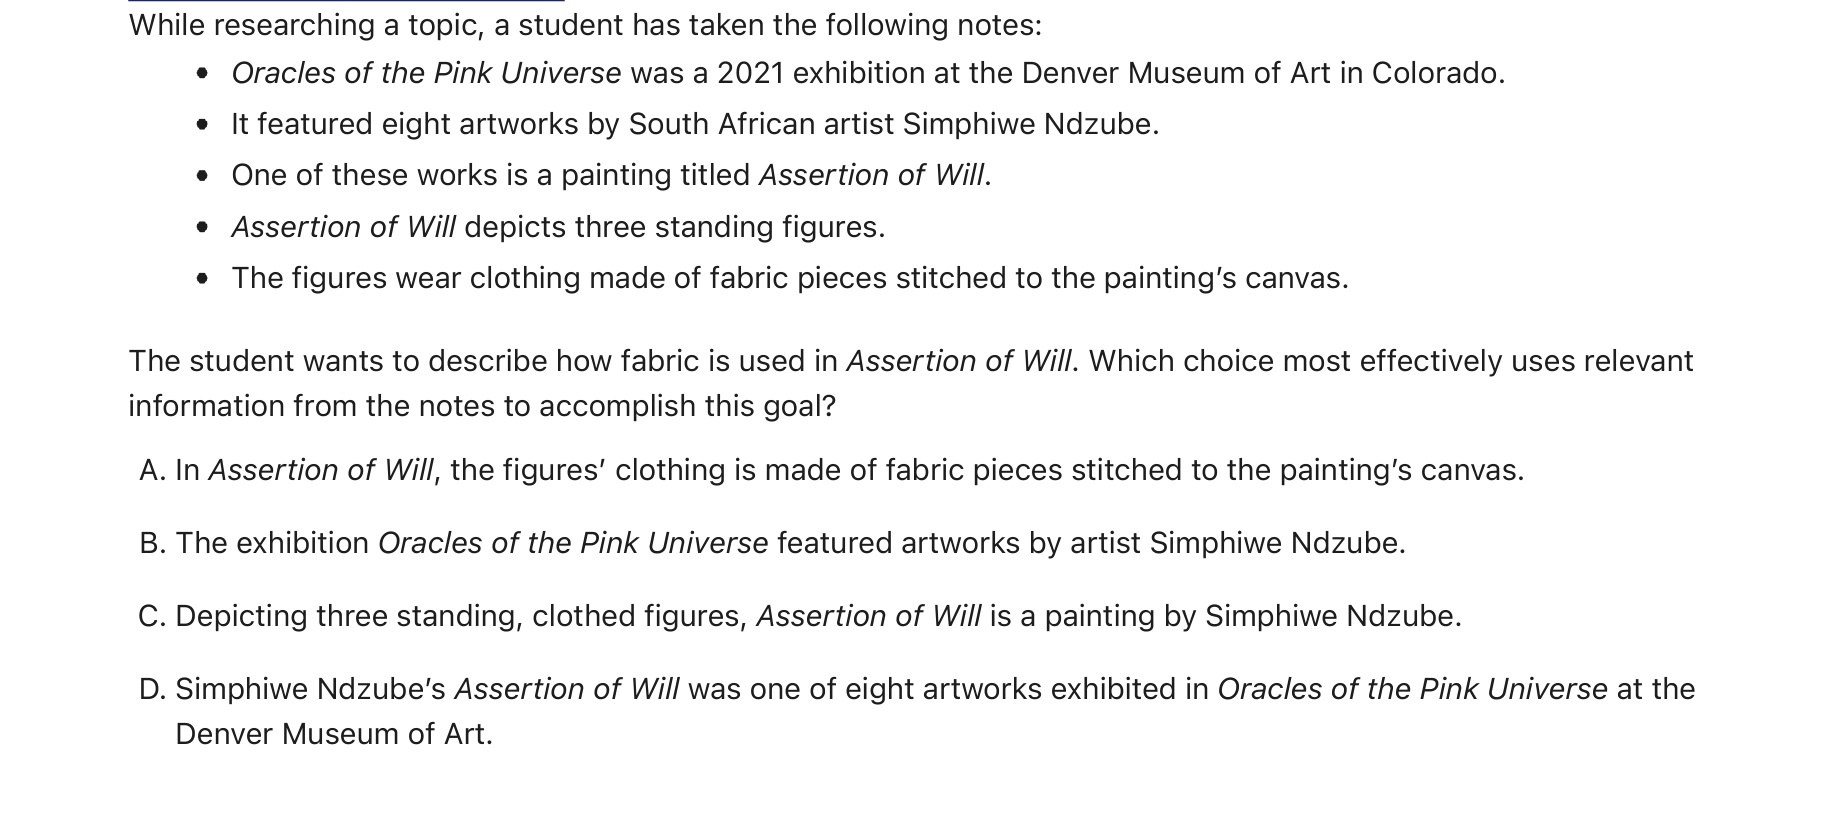 While researching a topic, a student has taken the following notes:
• Oracles of the Pink Universe was a 2021 exhibition at the Denver Museum of Art in Colorado.
• It featured eight artworks by South African artist Simphiwe Ndzube.
• One of these works is a painting titled Assertion of Will.
• Assertion of Will depicts three standing figures.
• The figures wear clothing made of fabric pieces stitched to the painting’s canvas.
The student wants to describe how fabric is used in Assertion of Will. Which choice most effectively uses relevant
information from the notes to accomplish this goal?
A. In Assertion of Will, the figures’ clothing is made of fabric pieces stitched to the painting’s canvas.
B. The exhibition Oracles of the Pink Universe featured artworks by artist Simphiwe Ndzube.
C. Depicting three standing, clothed figures, Assertion of Will is a painting by Simphiwe Ndzube.
D. Simphiwe Ndzube’s Assertion of Will was one of eight artworks exhibited in Oracles of the Pink Universe at the
Denver Museum of Art.